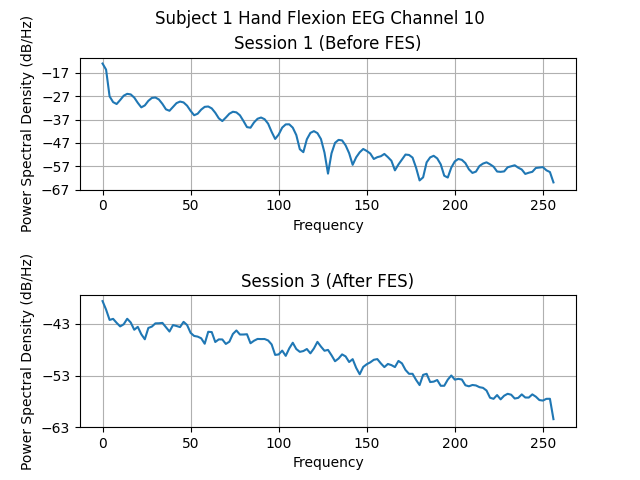 Subject 1 Hand Flexion EEG Channel 10
Session 1 (Before FES)
Power Spectral Density (dB/Hz)
−17
−27
−37
−47
−57
−67
0 50 100 150 200 250
Frequency
Session 3 (After FES)
Power Spectral Density (dB/Hz)
−43
−53
−63
0 50 100 150 200 250
Frequency